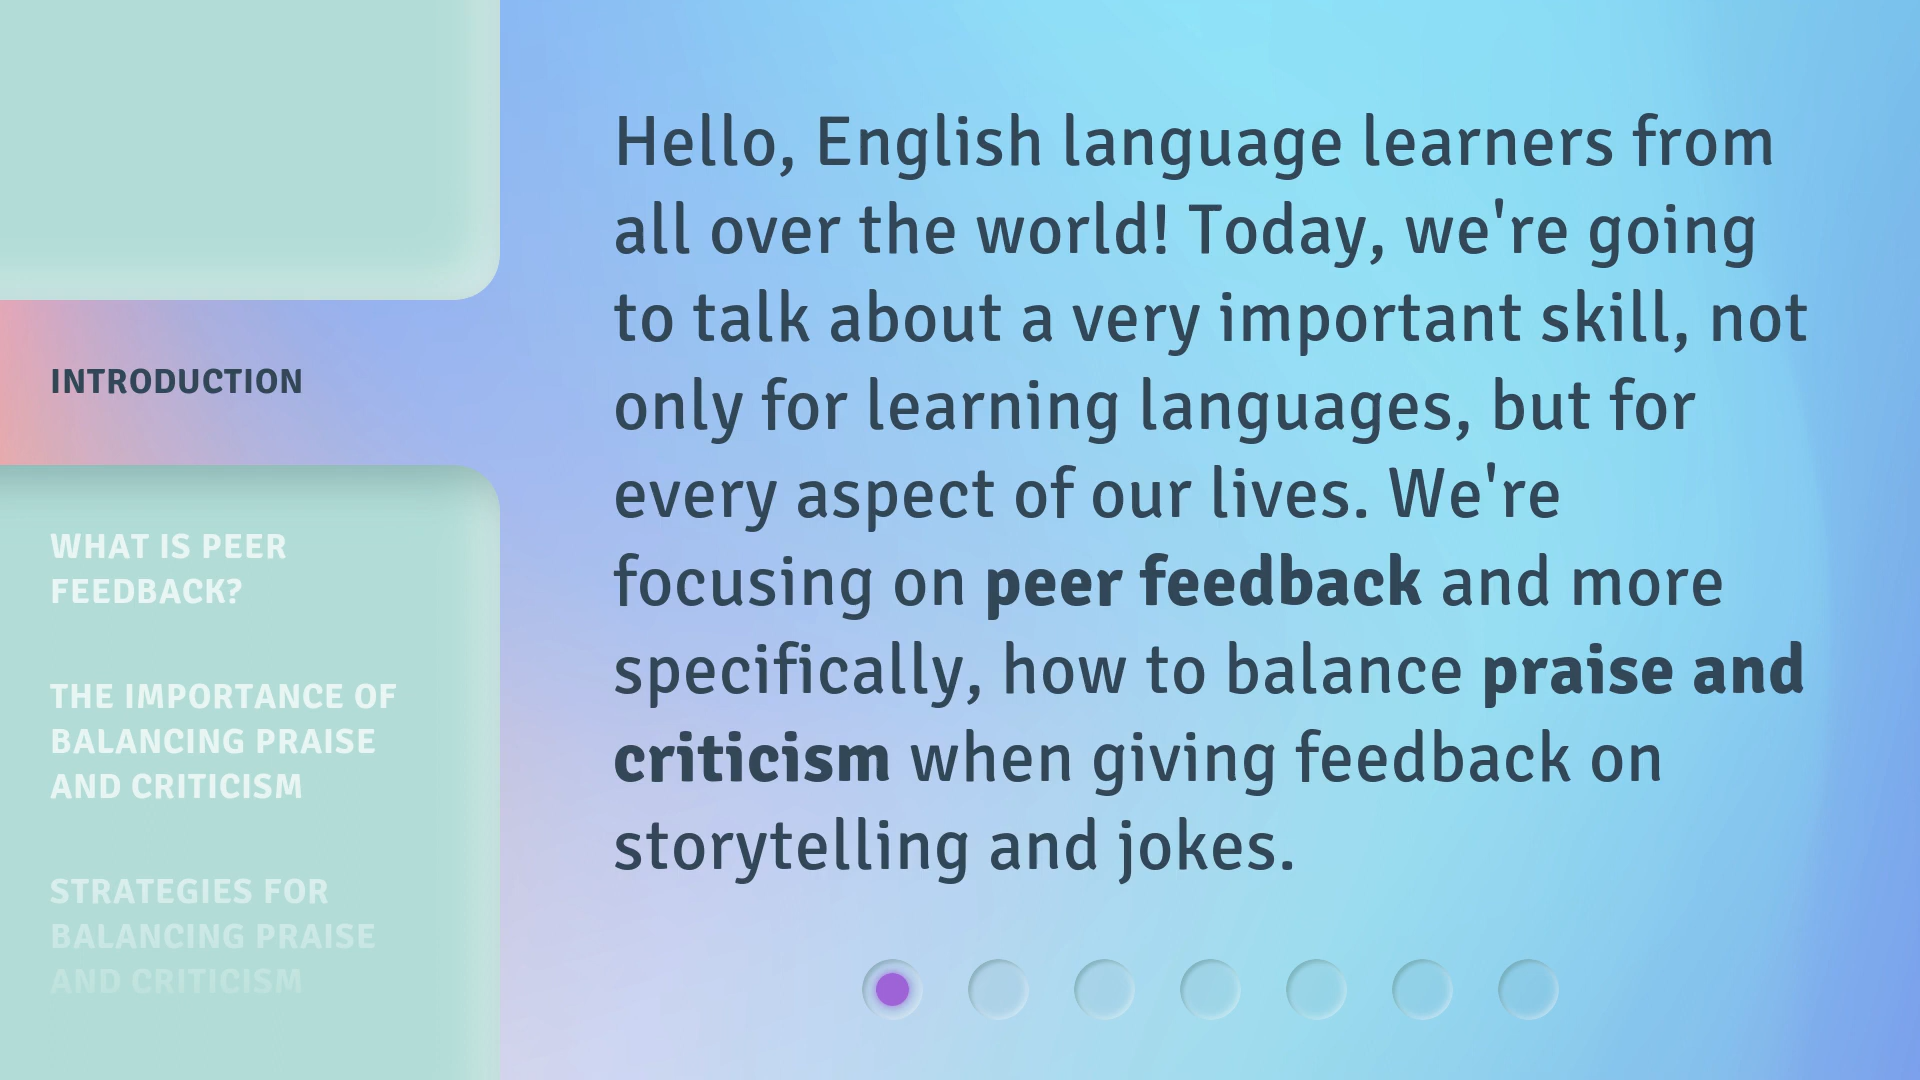 INTRODUCTION
WHAT IS PEER
FEEDBACK?
THE IMPORTANCE OF
BALANCING PRAISE
AND CRITICISM
STRATEGIES FOR
BALANCING PRAISE
AND CRITICISM
Hello, English language learners from
all over the world! Today, we're going
to talk about a very important skill, not
only for learning languages, but for
every aspect of our lives. We're
focusing on peer feedback and more
specifically, how to balance praise and
criticism when giving feedback on
storytelling and jokes.